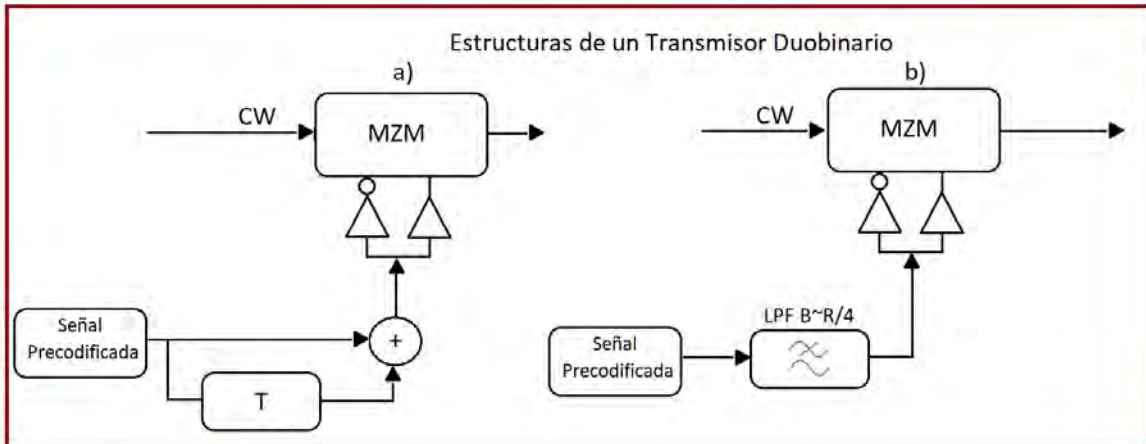 Estructuras de un Transmisor Duobinario
a)
CW
MZM
Señal
Precodificada
+
T
b)
CW
MZM
LPF B~R/4
Señal
Precodificada